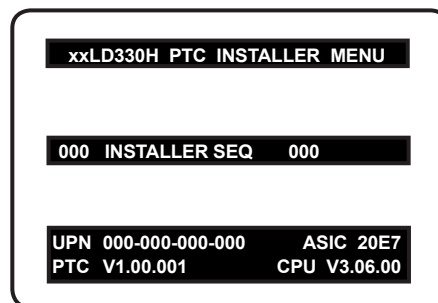 xxLD330H PTC INSTALLER MENU
000 INSTALLER SEQ 000
UPN 000-000-000-000 ASIC 20E7
PTC V1.00.001 CPU V3.06.00